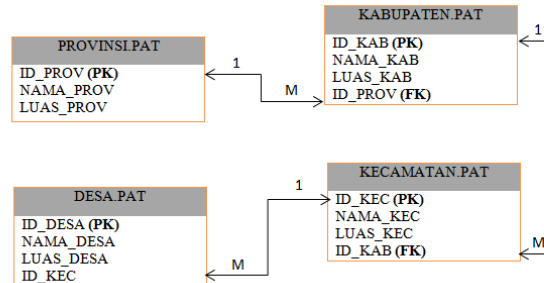 PROVINSI.PAT
ID_PROV (PK)
NAMA_PROV
LUAS_PROV
1
M
KABUPATEN.PAT
ID_KAB (PK)
NAMA_KAB
LUAS_KAB
ID_PROV (FK)
1
DESA.PAT
ID_DESA (PK)
NAMA_DESA
LUAS_DESA
ID_KEC
1
M
KECAMATAN.PAT
ID_KEC (PK)
NAMA_KEC
LUAS_KEC
ID_KAB (FK)
M